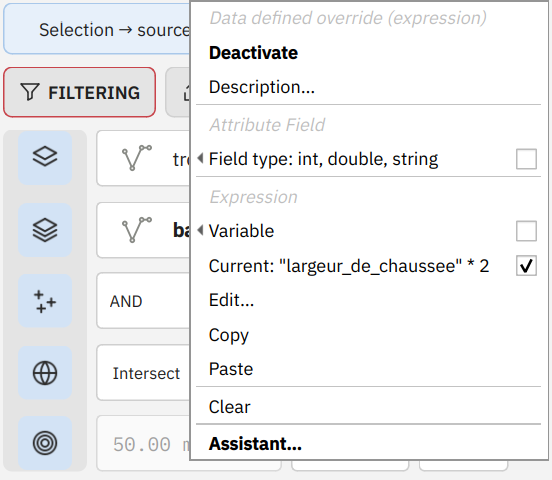 Selection → source
Data defined override (expression)
Deactivate
Description...
FILTERING
Attribute Field
Field type: int, double, string
Expression
Variable
Current: "largeur_de_chaussee" * 2
AND
Edit...
Copy
Intersect
Paste
Clear
50.00
Assistant...